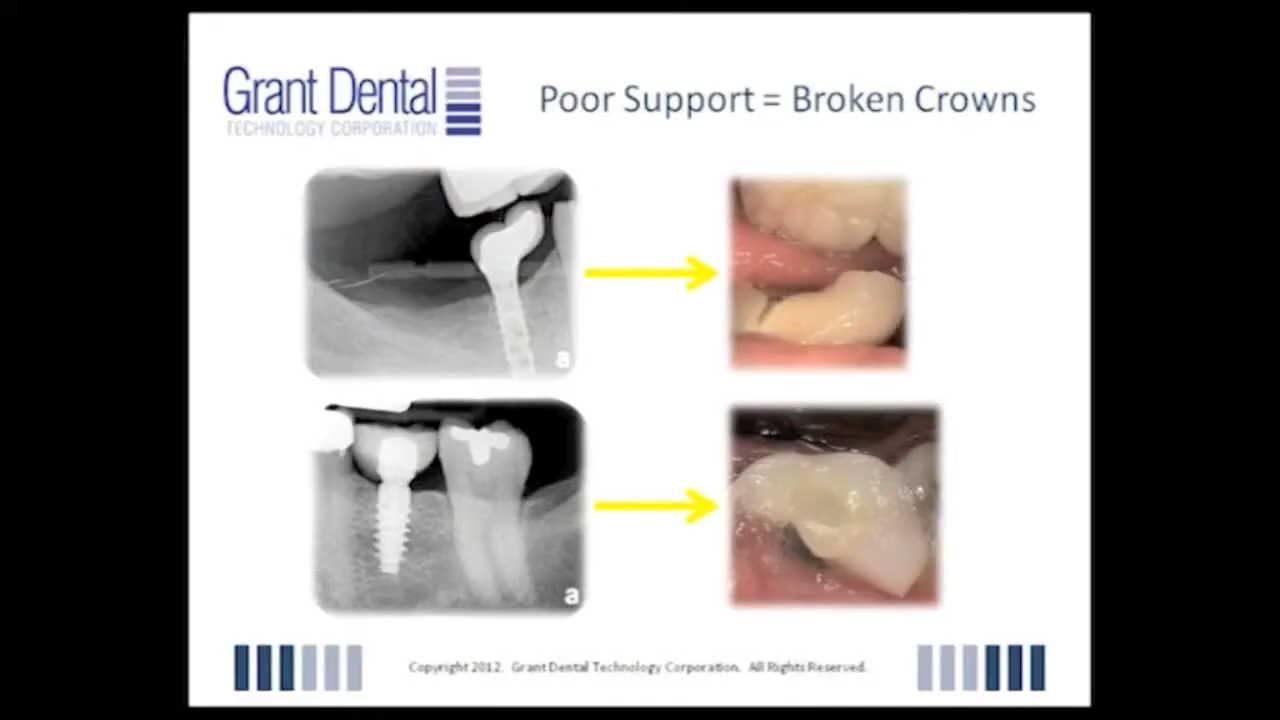 Grant Dental
TECHNOLOGY CORPORATION
Poor Support = Broken Crowns
a
a
Copyright 2012. Grant Dental Technology Corporation. All Rights Reserved.